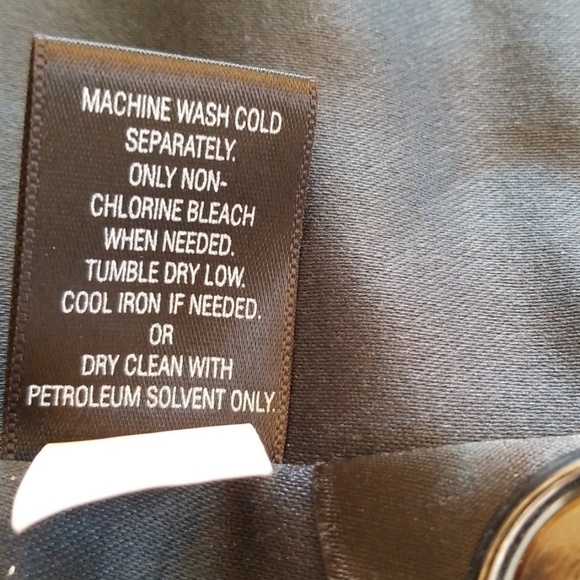 MACHINE WASH COLD
SEPARATELY.
ONLY NON-
CHLORINE BLEACH
WHEN NEEDED.
TUMBLE DRY LOW.
COOL IRON IF NEEDED.
OR
DRY CLEAN WITH
PETROLEUM SOLVENT ONLY.